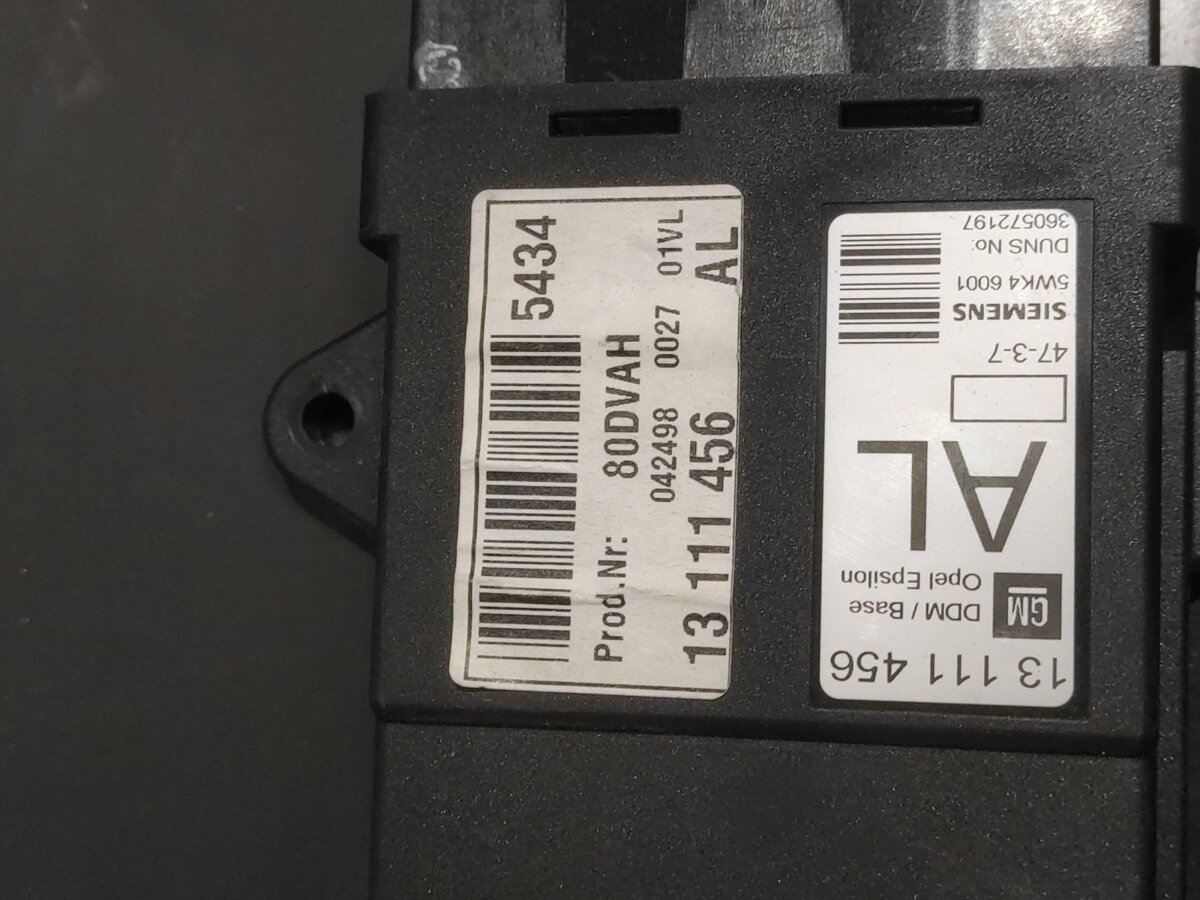 5434
Prod.Nr: 80DVAH
042498 0027 01VL
13 111 456 AL
13 111 456
GM
DDM / Base
Opel Epsilon
AL
47-3-7
SIEMENS
5WK4 6001
DUNS No:
360572197